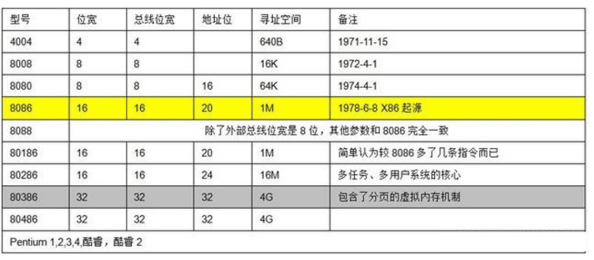 型号 位宽 总线位宽 地址位 寻址空间 备注
4004 4 4 640B 1971-11-15
8008 8 8 16K 1972-4-1
8080 8 8 16 64K 1974-4-1
8086 16 16 20 1M 1978-6-8 X86 起源
8088 除了外部总线位宽是 8 位，其他参数和 8086 完全一致
80186 16 16 20 1M 简单认为较 8086 多了几条指令而已
80286 16 16 24 16M 多任务、多用户系统的核心
80386 32 32 32 4G 包含了分页的虚拟内存机制
80486 32 32 32 4G
Pentium 1,2,3,4,酷睿，酷睿 2